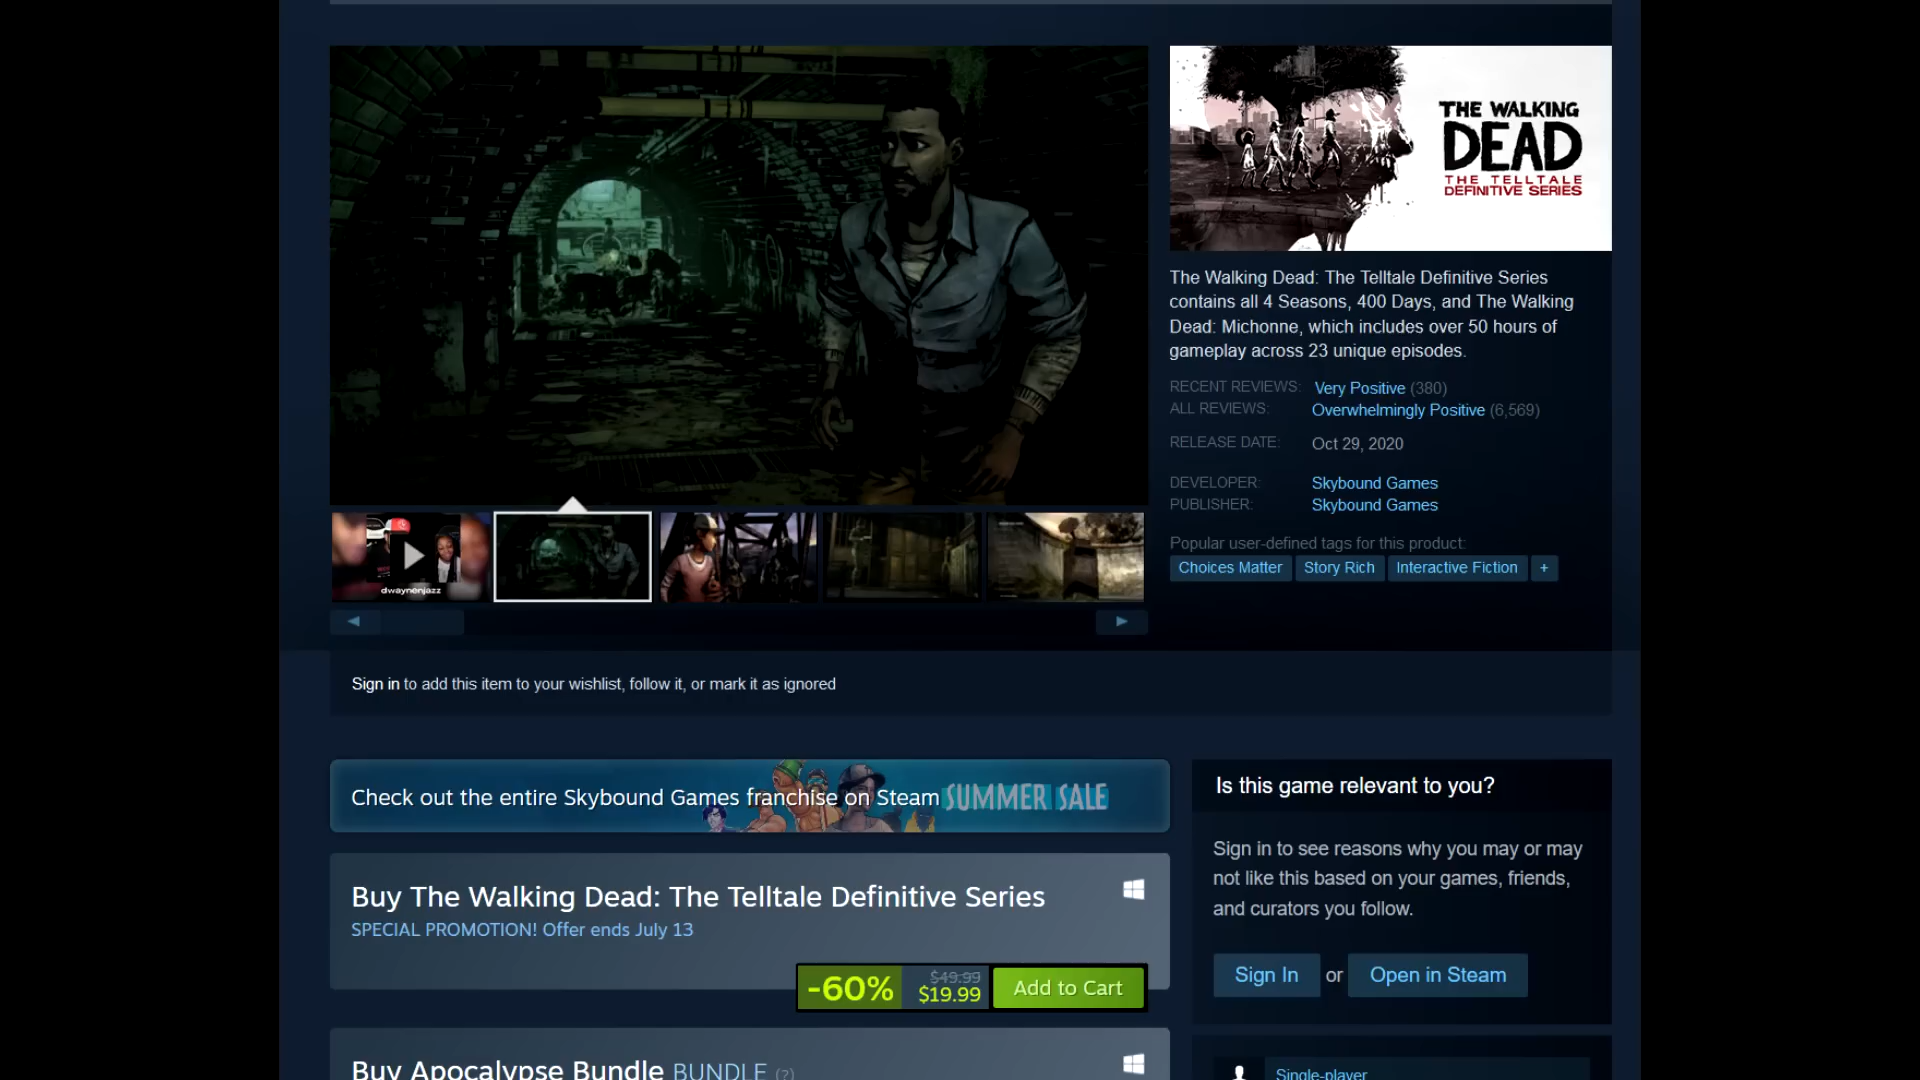 THE WALKING
DEAD
THE TELLTALE
DEFINITIVE SERIES
The Walking Dead: The Telltale Definitive Series
contains all 4 Seasons, 400 Days, and The Walking
Dead: Michonne, which includes over 50 hours of
gameplay across 23 unique episodes.
RECENT REVIEWS: Very Positive (380)
ALL REVIEWS: Overwhelmingly Positive (6,569)
RELEASE DATE: Oct 29, 2020
DEVELOPER: Skybound Games
PUBLISHER: Skybound Games
Popular user-defined tags for this product:
Choices Matter Story Rich Interactive Fiction +
dwaynenjazz
Sign in to add this item to your wishlist, follow it, or mark it as ignored
Check out the entire Skybound Games franchise on Steam SUMMER SALE
Buy The Walking Dead: The Telltale Definitive Series
SPECIAL PROMOTION! Offer ends July 13
-60% $49.99 $19.99 Add to Cart
Buy Apocalypse Bundle BUNDLE (?)
Is this game relevant to you?
Sign in to see reasons why you may or may
not like this based on your games, friends,
and curators you follow.
Sign In or Open in Steam
Single-player